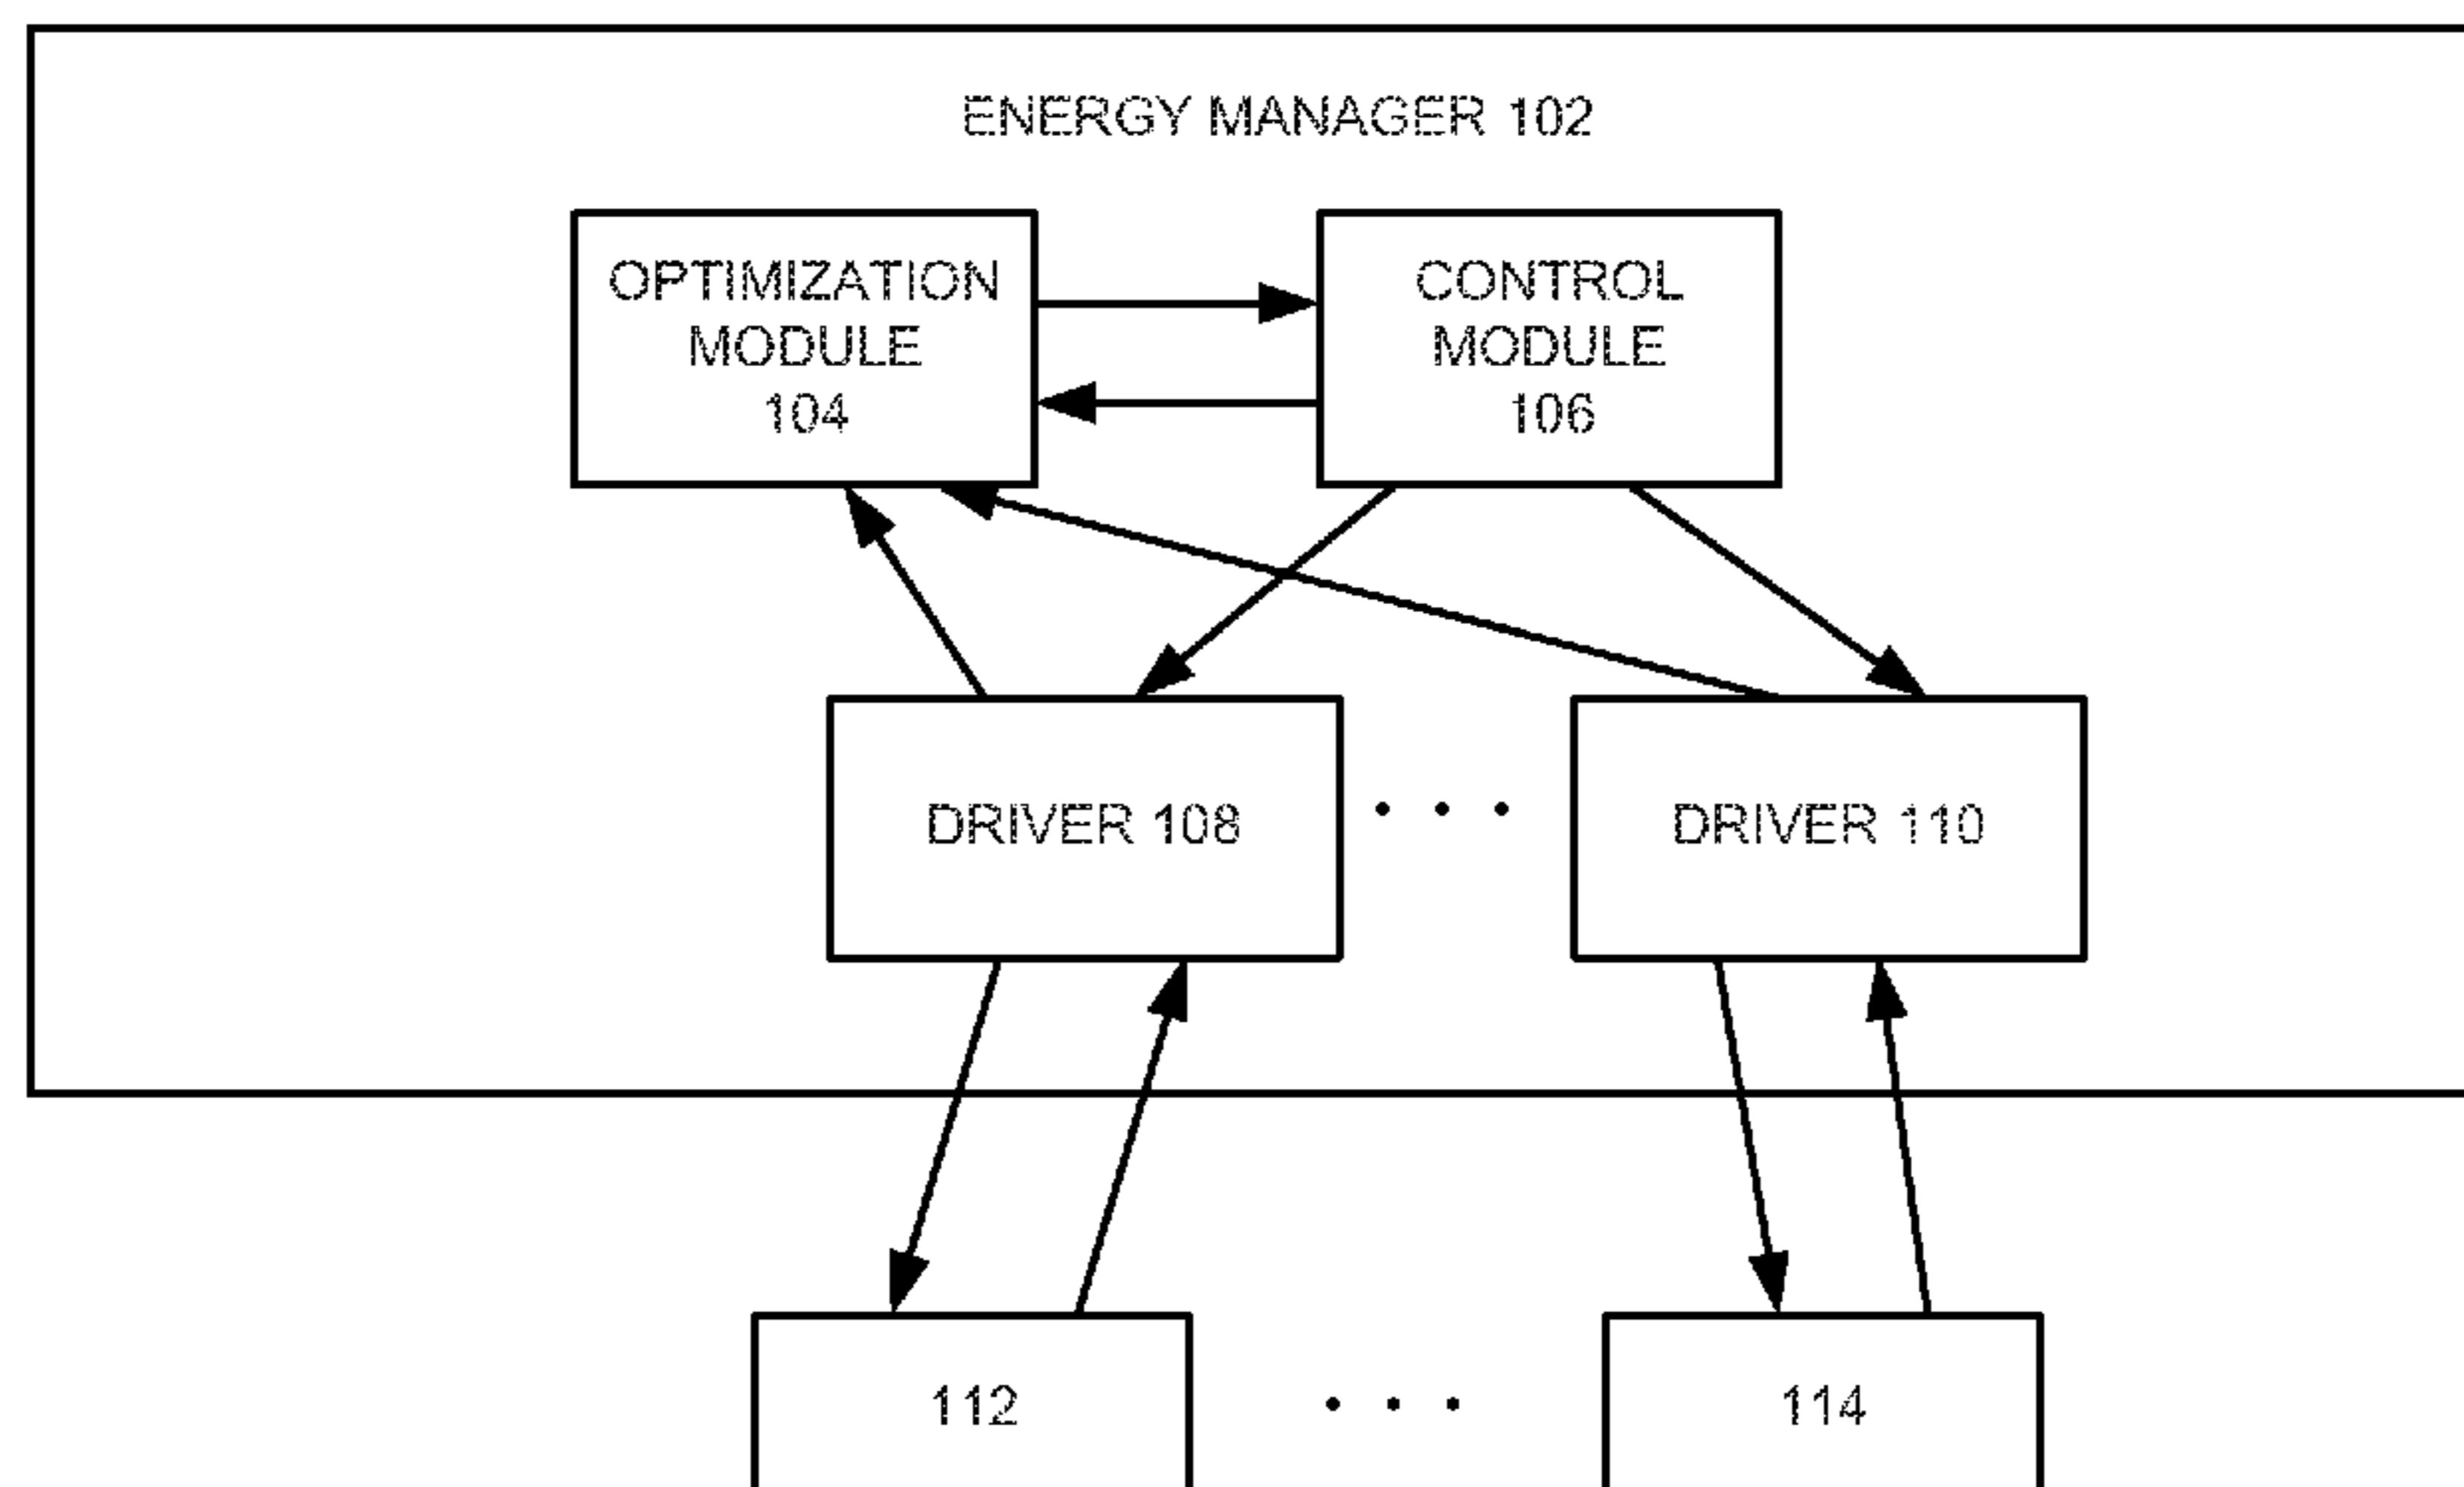 ENERGY MANAGER 102
OPTIMIZATION
MODULE
104
CONTROL
MODULE
106
DRIVER 108
DRIVER 110
112
114